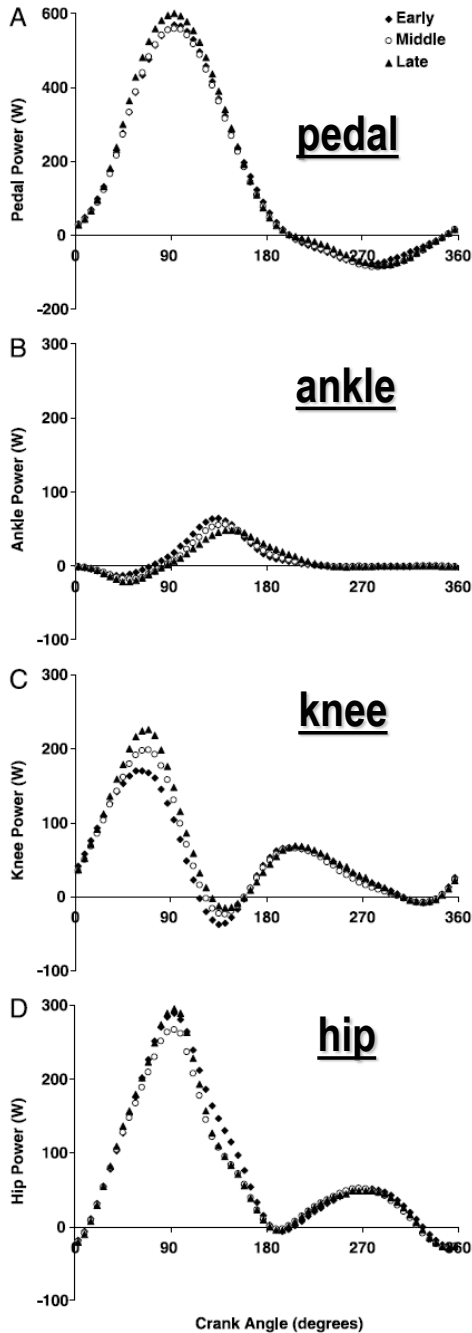 A
600
Early
Middle
Late
600
pedal
Pedal Power (W)
200
0
0
90
180
270
360
-200
B
300
ankle
200
Ankle Power (W)
100
0
0
90
180
270
360
-100
C
300
knee
200
Knee Power (W)
100
0
0
90
180
270
360
-100
D
300
hip
200
Hip Power (W)
100
0
0
90
180
270
360
-100
Crank Angle (degrees)